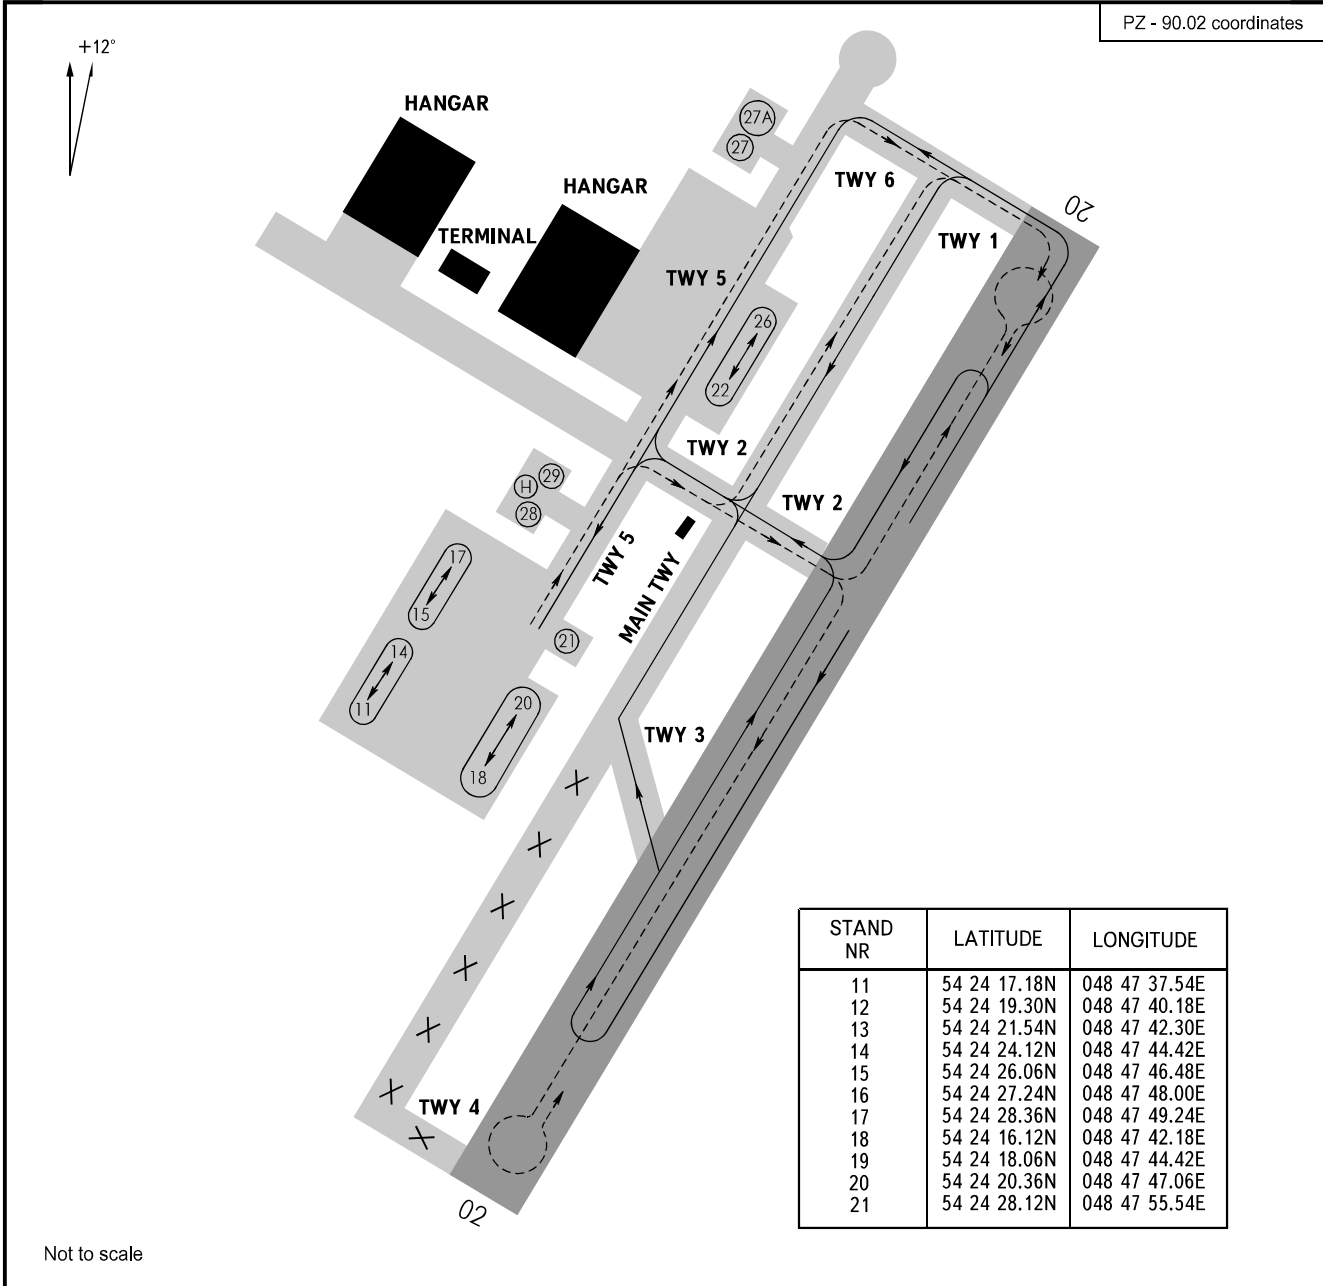 PZ - 90.02 coordinates
+12°
HANGAR
27A
27
HANGAR
TWY 6
20
TERMINAL
TWY 1
TWY 5
26
22
TWY 2
29
H
28
TWY 2
17
TWY 5
MAIN TWY
15
21
14
11
20
TWY 3
18
STAND NR LATITUDE LONGITUDE
11 54 24 17.18N 048 47 37.54E
12 54 24 19.30N 048 47 40.18E
13 54 24 21.54N 048 47 42.30E
14 54 24 24.12N 048 47 44.42E
15 54 24 26.06N 048 47 46.48E
16 54 24 27.24N 048 47 48.00E
17 54 24 28.36N 048 47 49.24E
18 54 24 16.12N 048 47 42.18E
19 54 24 18.06N 048 47 44.42E
20 54 24 20.36N 048 47 47.06E
21 54 24 28.12N 048 47 55.54E
TWY 4
02
Not to scale